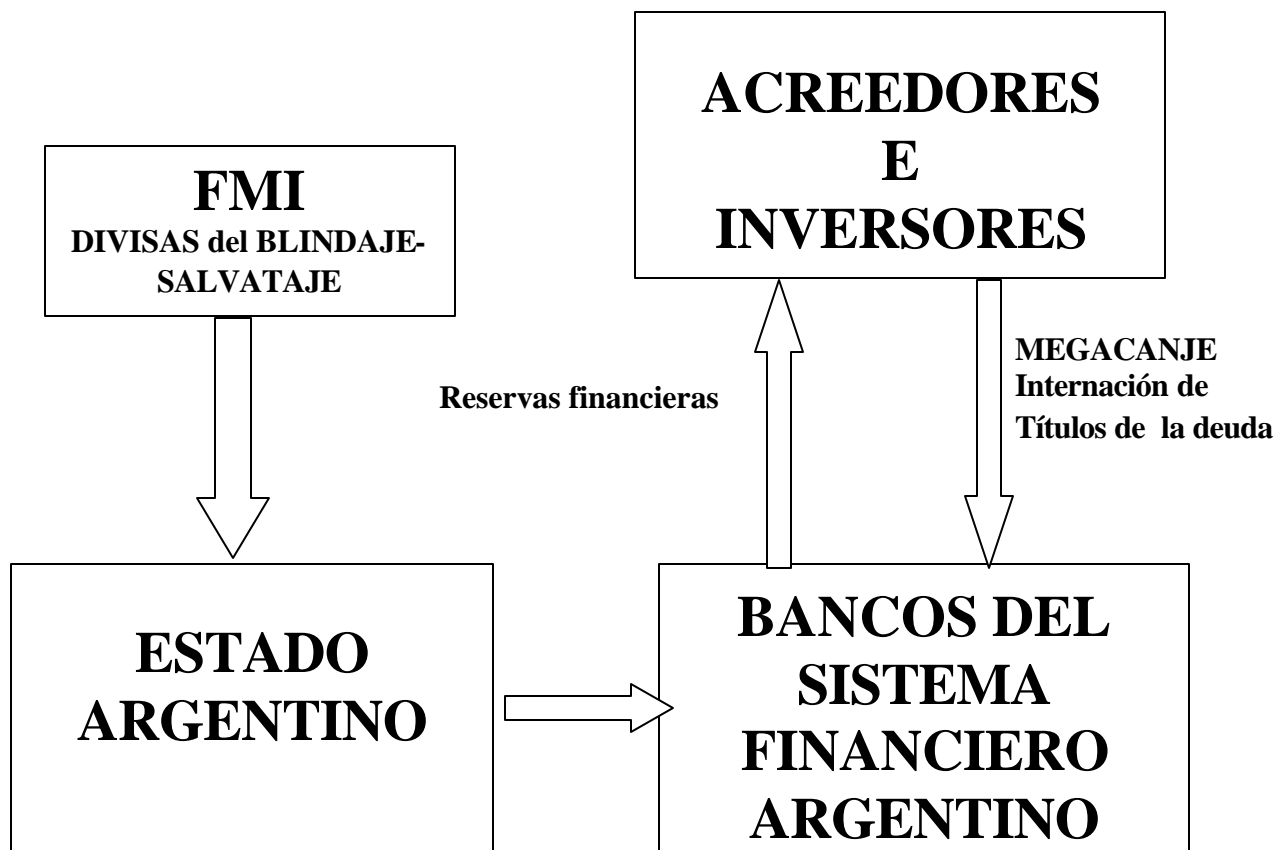 ACREEDORES
E
INVERSORES
FMI
DIVISAS del BLINDAJE-
SALVATAJE
MEGACANJE
Internación de
Títulos de la deuda
Reservas financieras
ESTADO
ARGENTINO
BANCOS DEL
SISTEMA
FINANCIERO
ARGENTINO